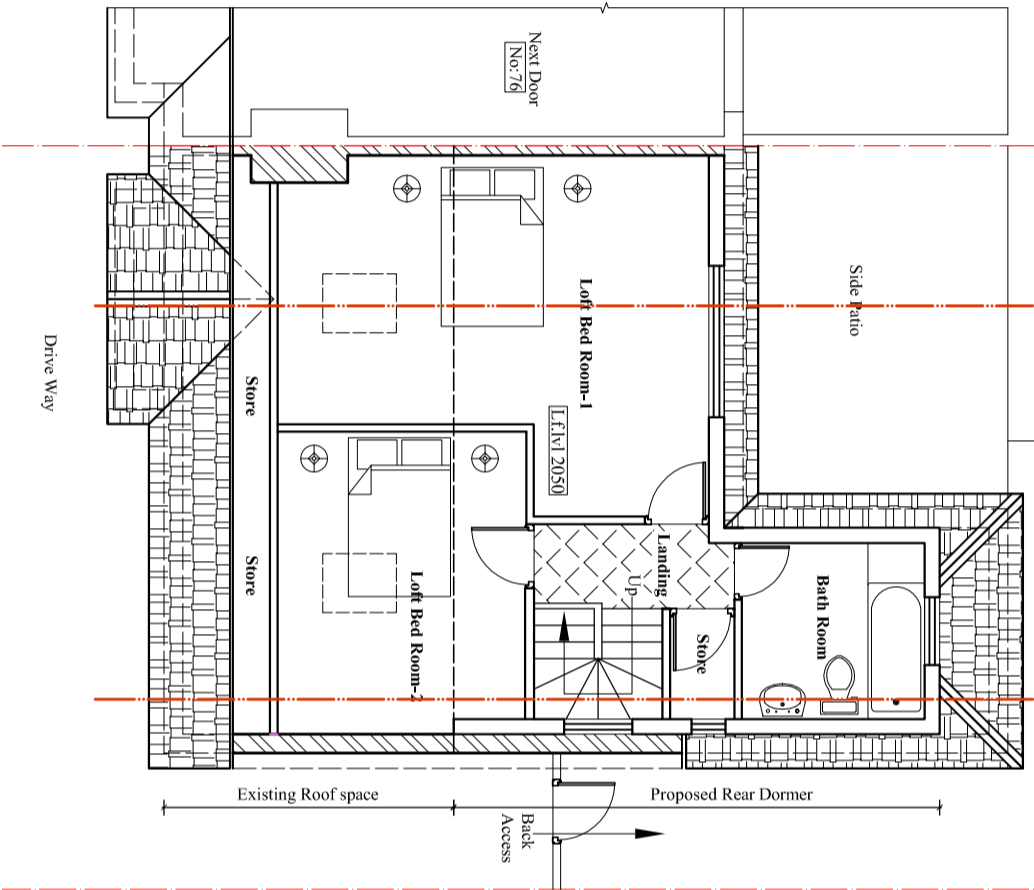 Next Door
No:76
Side Patio
Loft Bed Room-1
Lf.lvl 2050
Drive Way
Store
Store
Loft Bed Room-2
Landing
Up
Store
Bath Room
Existing Roof space
Proposed Rear Dormer
Back
Access